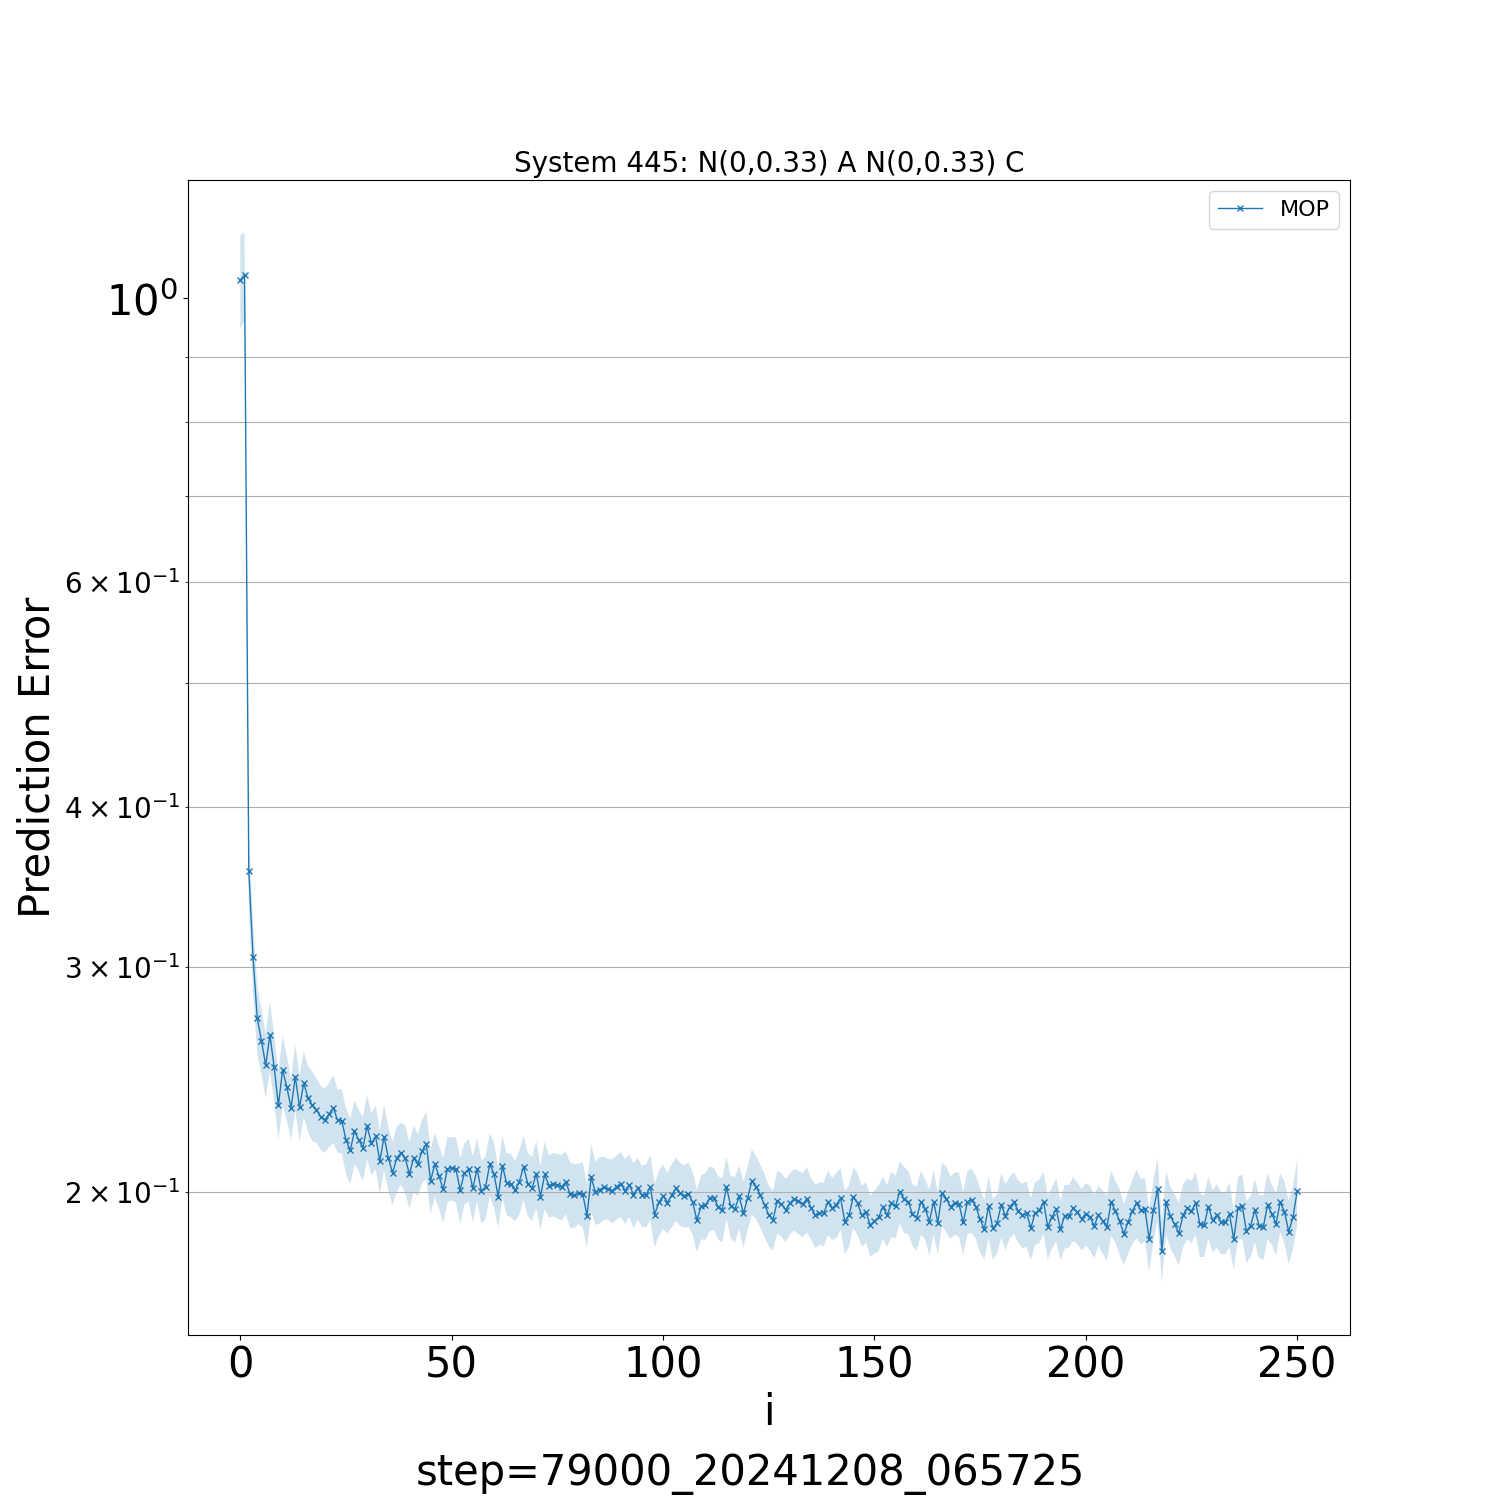 System 445: N(0,0.33) A N(0,0.33) C
MOP
10⁰
6 × 10⁻¹
4 × 10⁻¹
3 × 10⁻¹
2 × 10⁻¹
Prediction Error
0 50 100 150 200 250
i
step=79000_20241208_065725